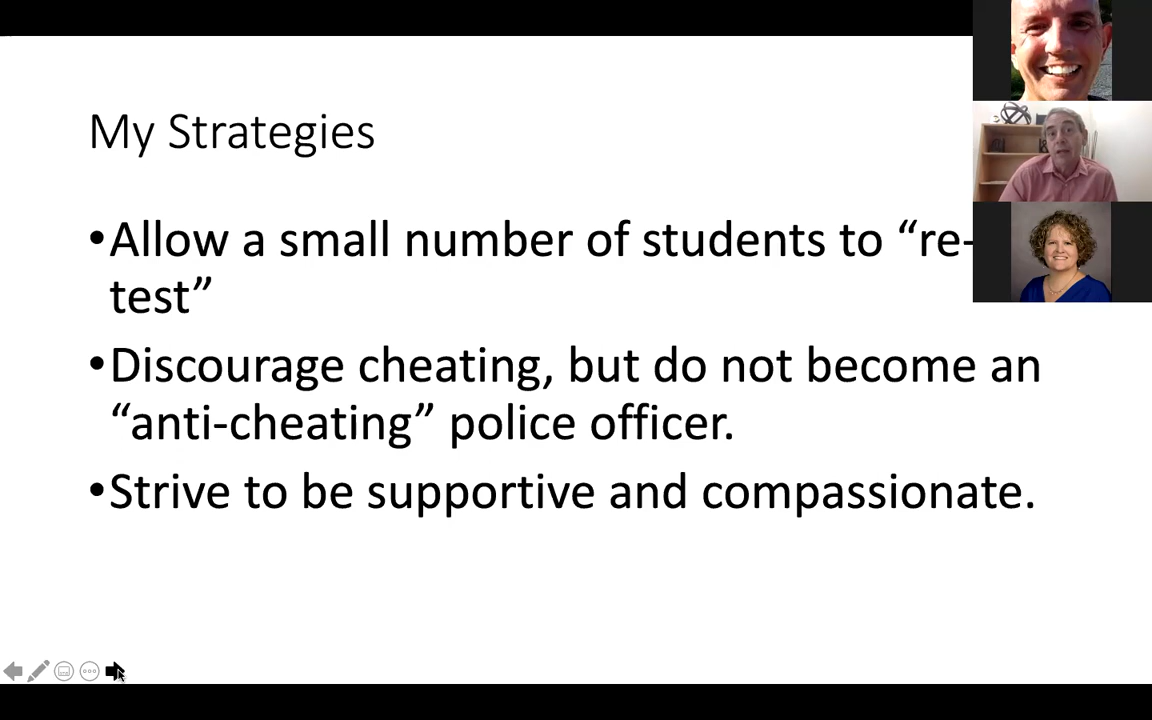 My Strategies
•Allow a small number of students to “re-
test”
•Discourage cheating, but do not become an
“anti-cheating” police officer.
•Strive to be supportive and compassionate.